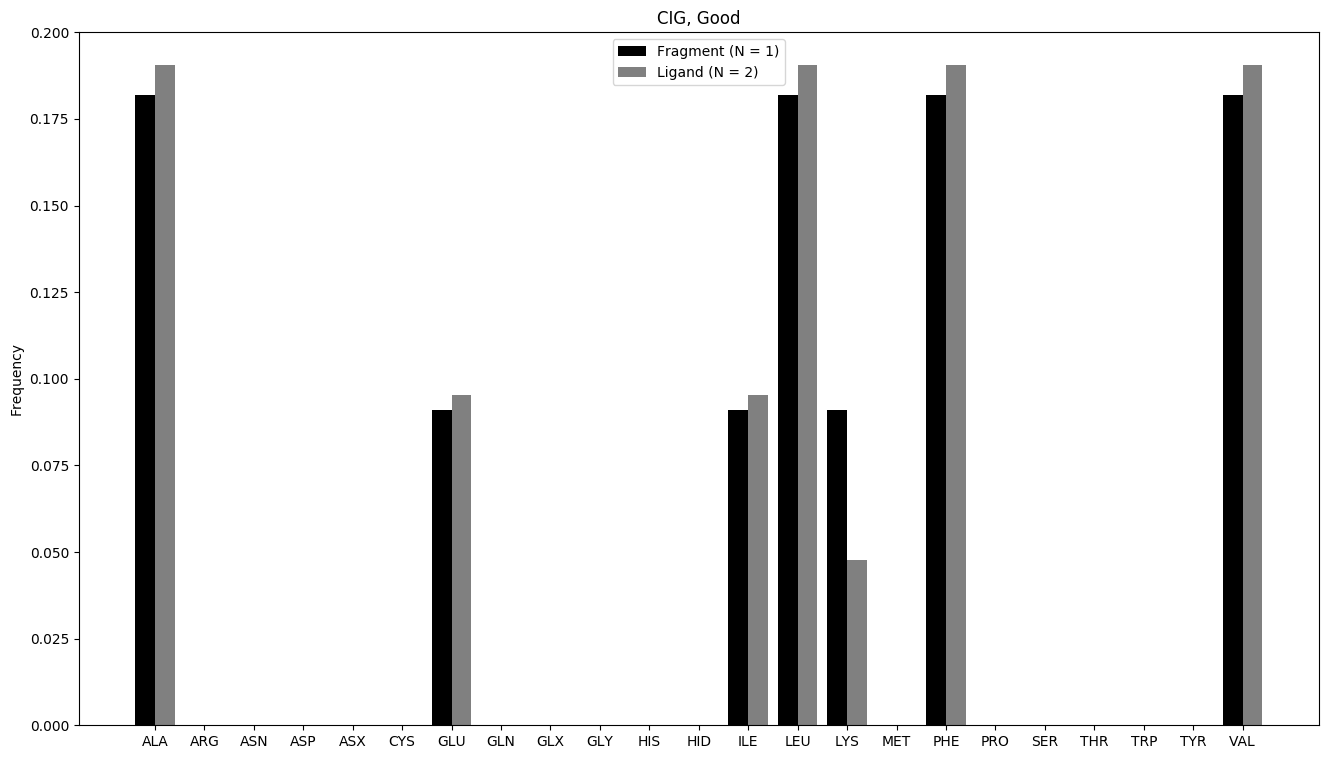 CIG, Good
Fragment (N = 1)
Ligand (N = 2)
Frequency
0.200
0.175
0.150
0.125
0.100
0.075
0.050
0.025
0.000
ALA ARG ASN ASP ASX CYS GLU GLN GLX GLY HIS HID ILE LEU LYS MET PHE PRO SER THR TRP TYR VAL